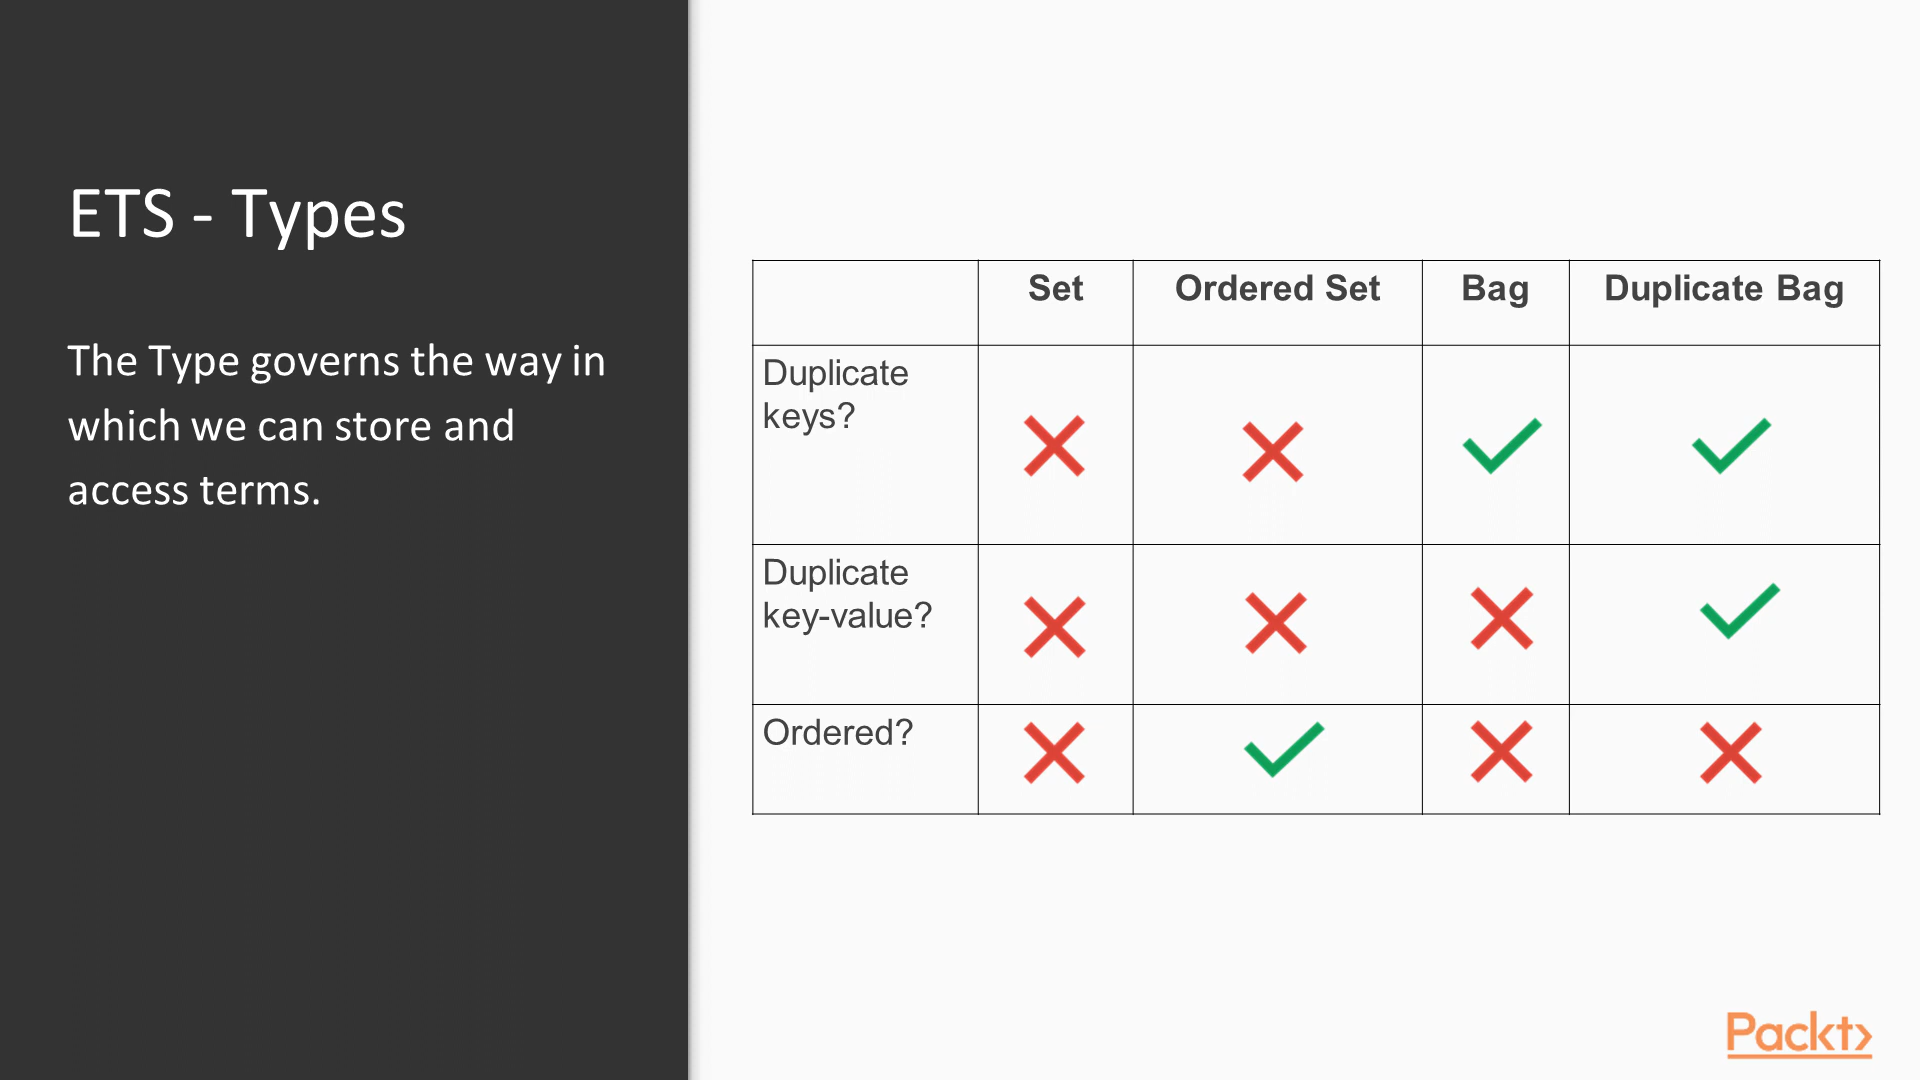 ETS - Types
The Type governs the way in
which we can store and
access terms.
Set Ordered Set Bag Duplicate Bag
Duplicate
keys?
Duplicate
key-value?
Ordered?
Packt